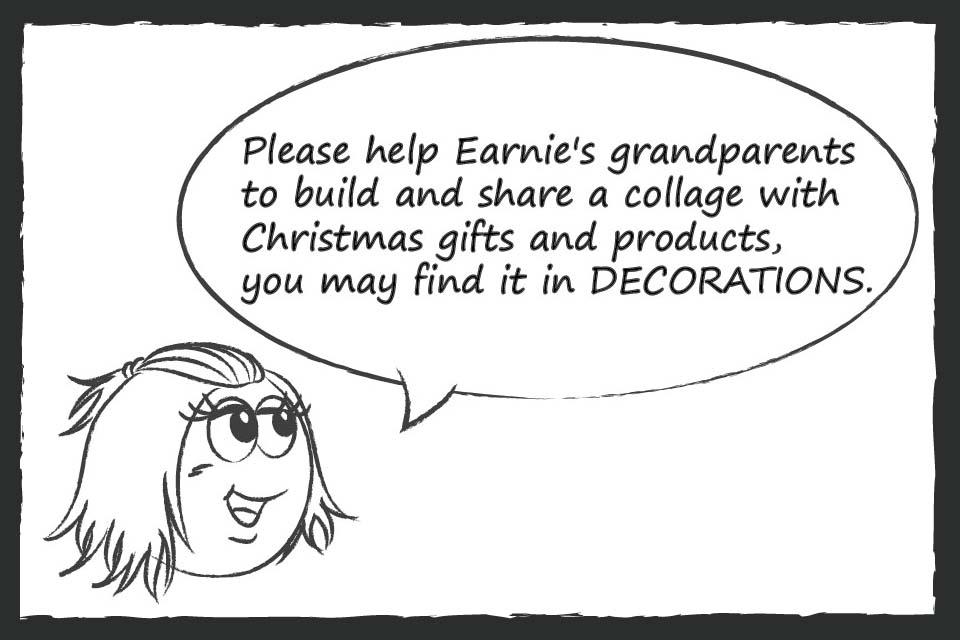 Please help Earnie's grandparents
to build and share a collage with
Christmas gifts and products,
you may find it in DECORATIONS.